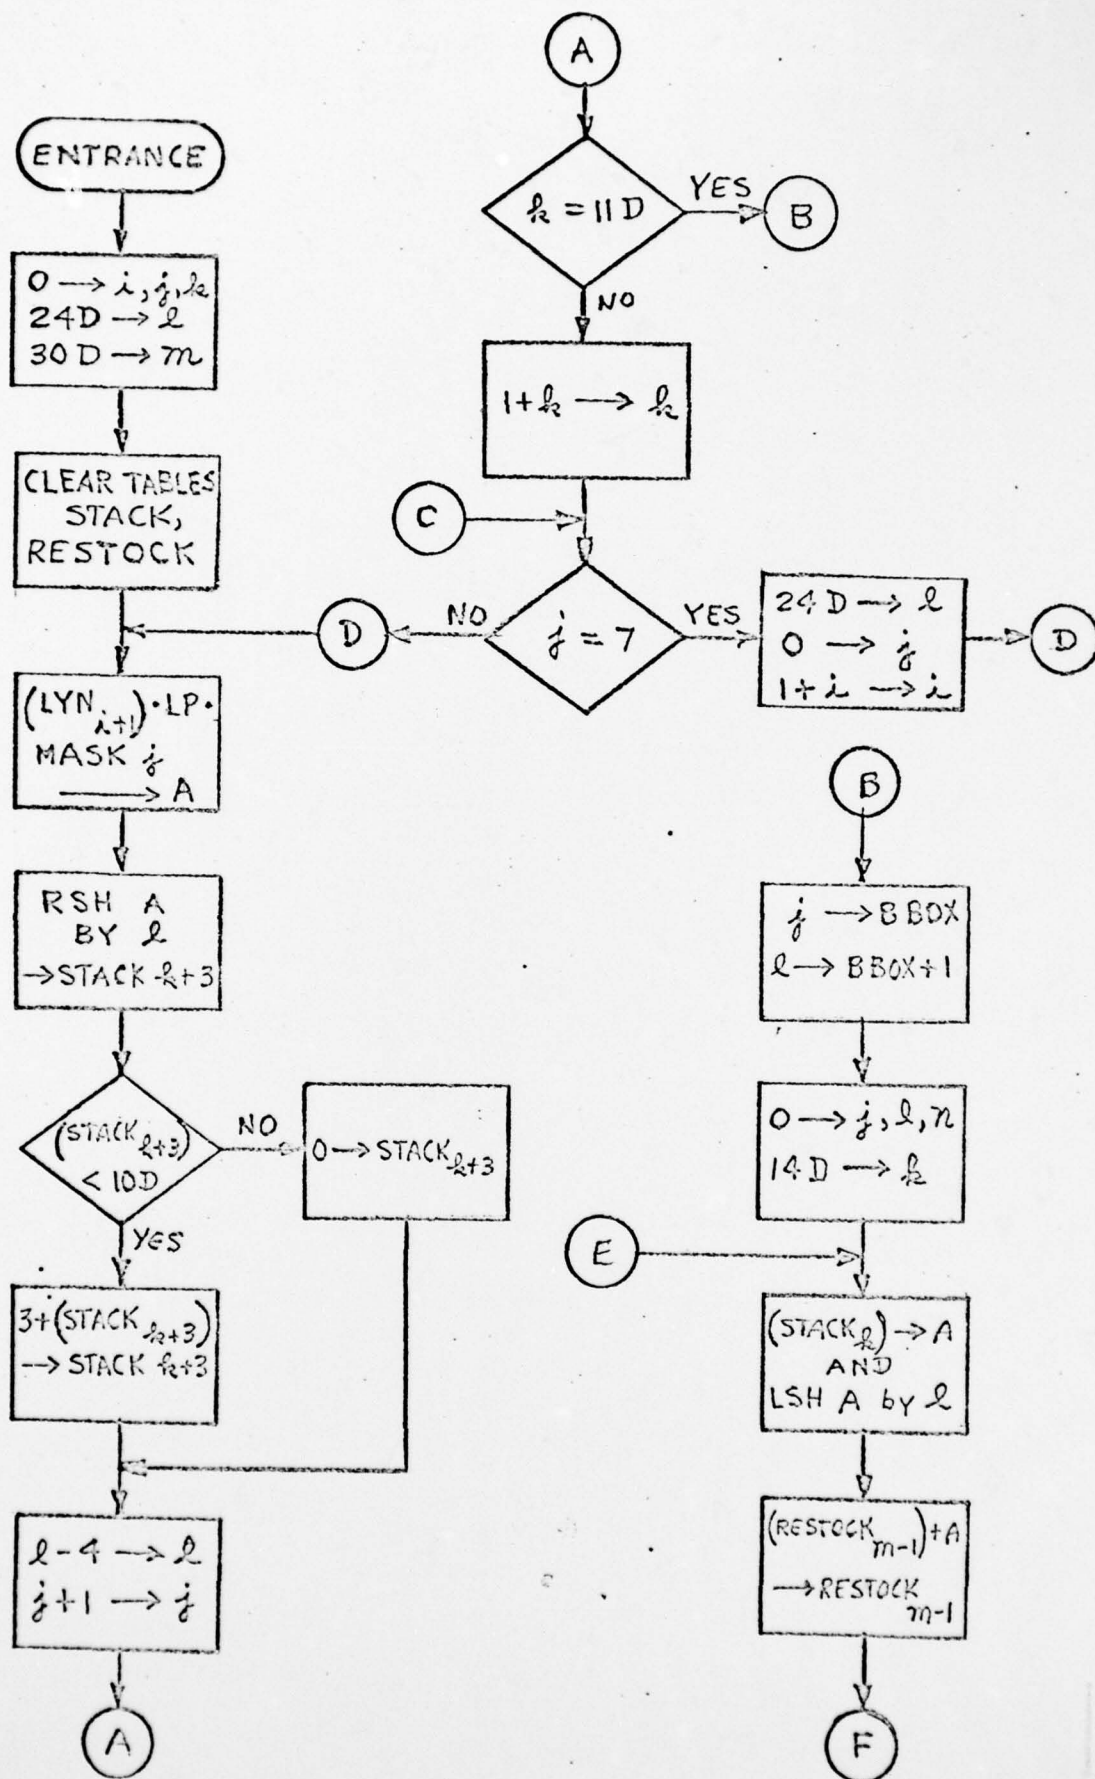 ENTRANCE
0 → i, j, k
24D → l
30D → m
CLEAR TABLES
STACK,
RESTOCK
(LYN i+1)·LP·
MASK j
→ A
RSH A
BY l
→ STACK k+3
(STACK k+3)
< 10D
NO
0 → STACK k+3
YES
3+(STACK k+3)
→ STACK k+3
l-4 → l
j+1 → j
A
A
k = 11D
YES
B
NO
1+k → k
C
j = 7
NO
D
YES
24D → l
0 → j
1+i → i
D
B
j → BBOX
l → BBOX+1
0 → j, l, n
14D → k
E
(STACK k) → A
AND
LSH A by l
(RESTOCK m-1)+A
→ RESTOCK m-1
F